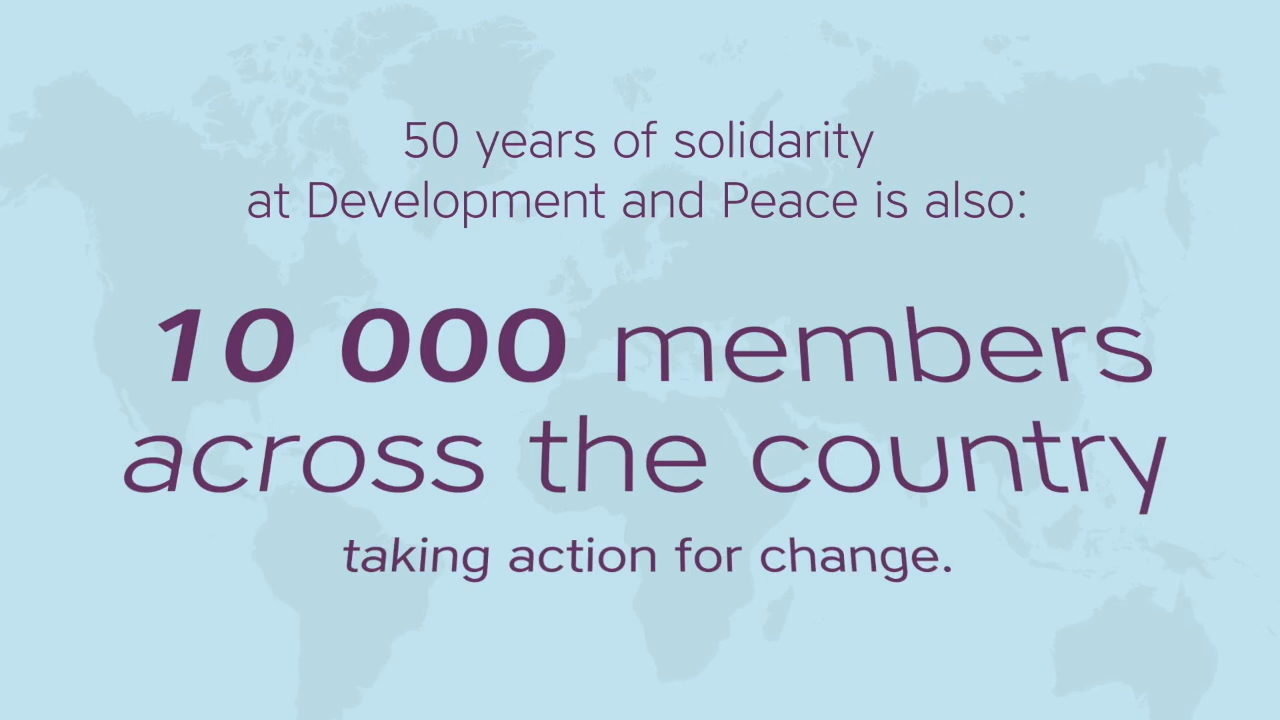 50 years of solidarity
at Development and Peace is also:
10 000 members
across the country
taking action for change.